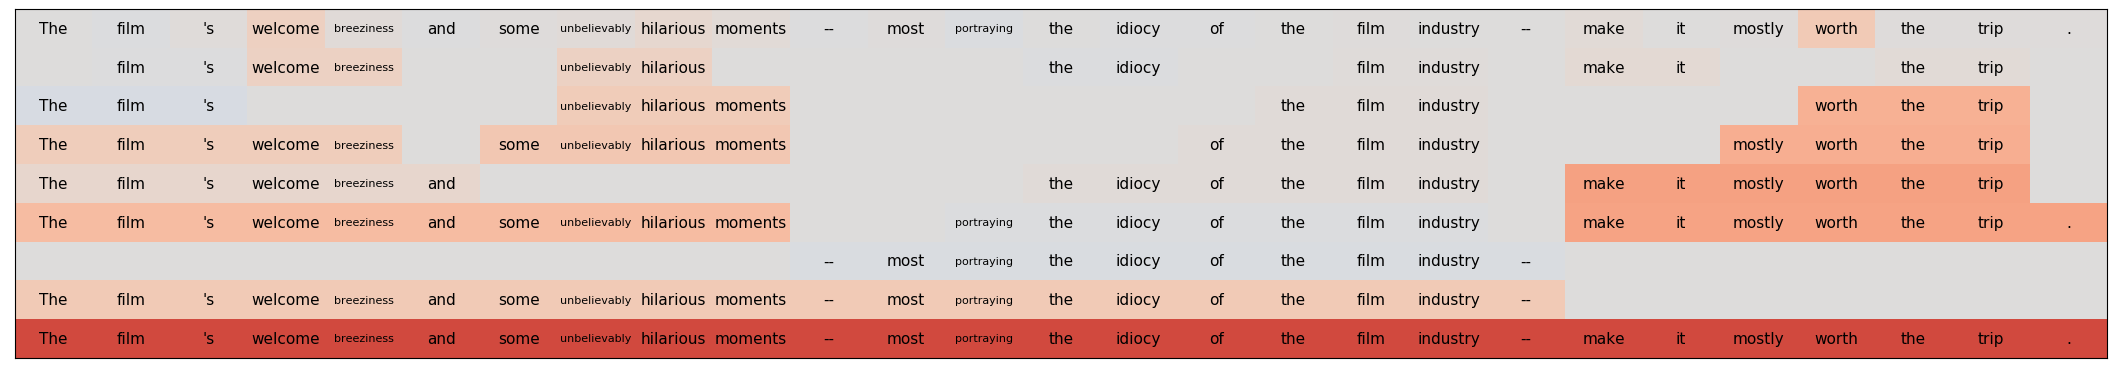 The film 's welcome breeziness and some unbelievably hilarious moments -- most portraying the idiocy of the film industry -- make it mostly worth the trip .
film 's welcome breeziness unbelievably hilarious the idiocy film industry make it the trip
The film 's unbelievably hilarious moments the film industry worth the trip
The film 's welcome breeziness some unbelievably hilarious moments of the film industry mostly worth the trip
The film 's welcome breeziness and the idiocy of the film industry make it mostly worth the trip
The film 's welcome breeziness and some unbelievably hilarious moments portraying the idiocy of the film industry make it mostly worth the trip .
-- most portraying the idiocy of the film industry --
The film 's welcome breeziness and some unbelievably hilarious moments -- most portraying the idiocy of the film industry --
The film 's welcome breeziness and some unbelievably hilarious moments -- most portraying the idiocy of the film industry -- make it mostly worth the trip .